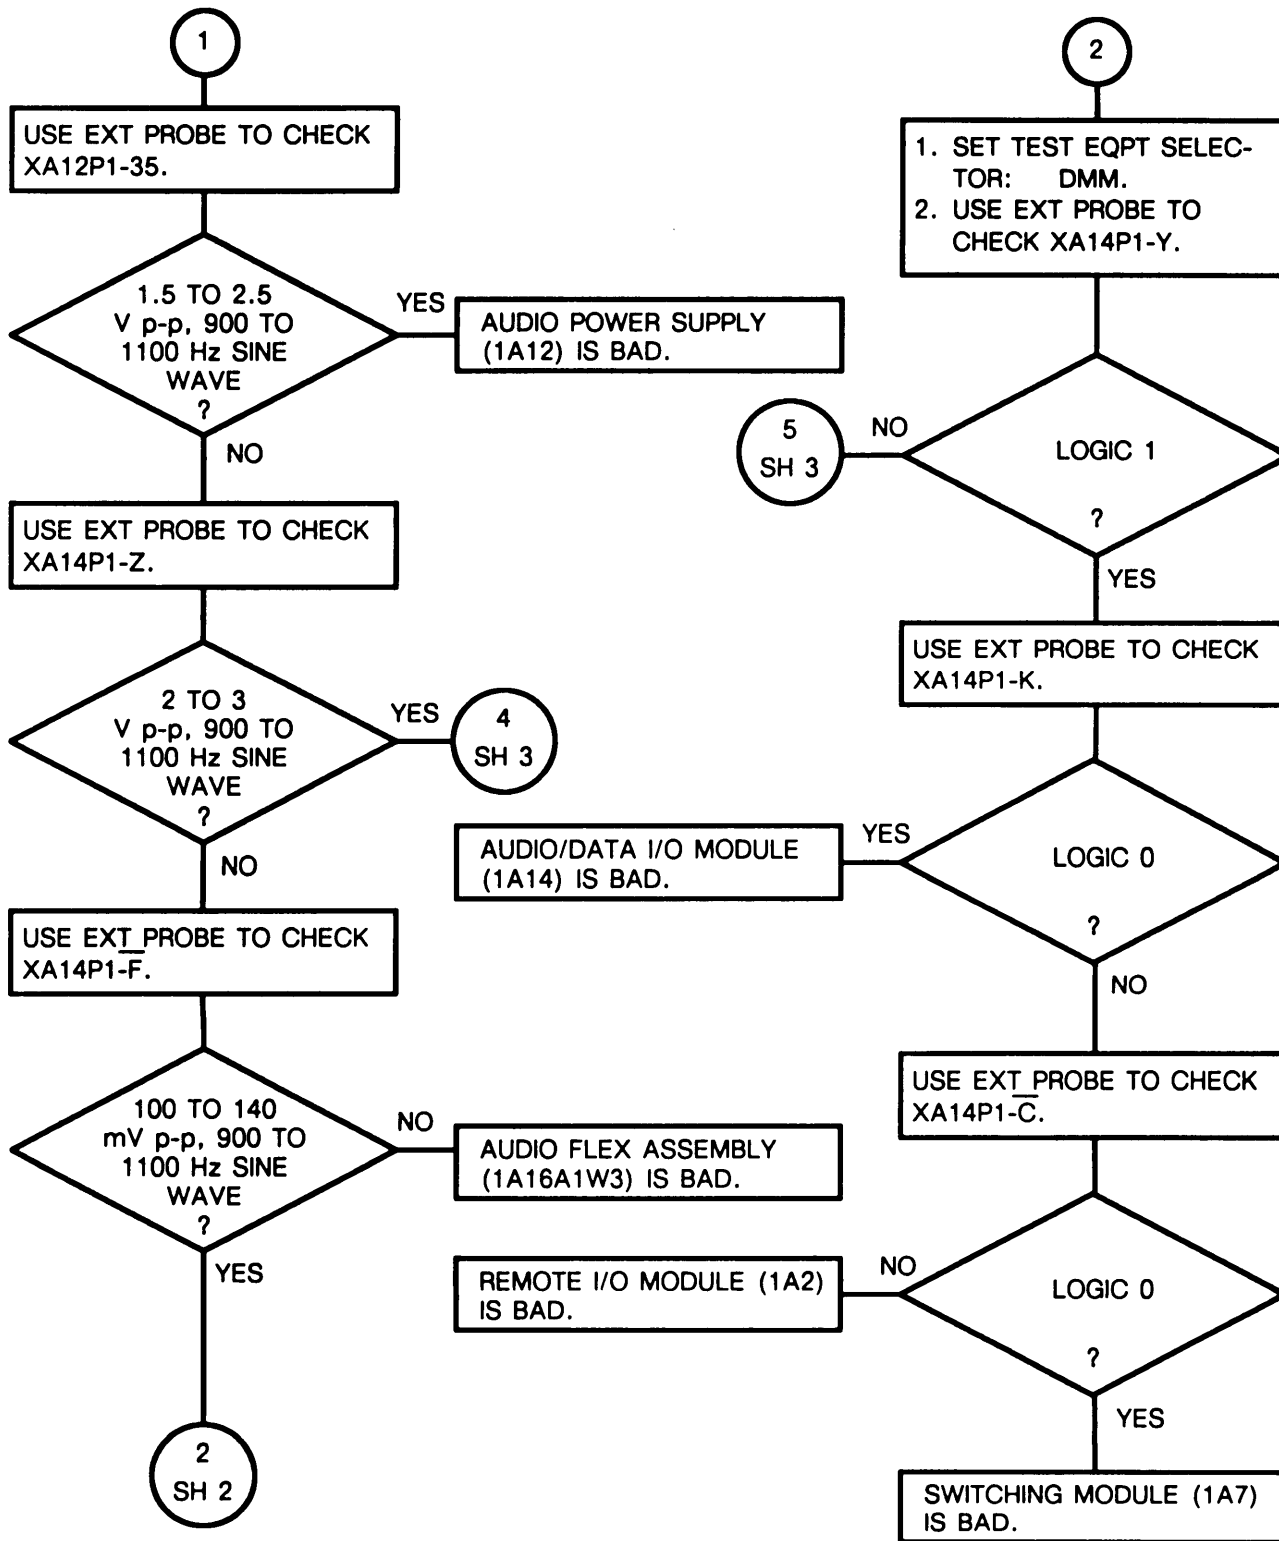 1
USE EXT PROBE TO CHECK
XA12P1-35.
1.5 TO 2.5
V p-p, 900 TO
1100 Hz SINE
WAVE
?
YES
AUDIO POWER SUPPLY
(1A12) IS BAD.
NO
USE EXT PROBE TO CHECK
XA14P1-Z.
2 TO 3
V p-p, 900 TO
1100 Hz SINE
WAVE
?
YES
4
SH 3
NO
USE EXT PROBE TO CHECK
XA14P1-F̅.
100 TO 140
mV p-p, 900 TO
1100 Hz SINE
WAVE
?
NO
AUDIO FLEX ASSEMBLY
(1A16A1W3) IS BAD.
YES
2
SH 2
2
1. SET TEST EQPT SELEC-
TOR: DMM.
2. USE EXT PROBE TO
CHECK XA14P1-Y.
LOGIC 1
?
NO
5
SH 3
YES
USE EXT PROBE TO CHECK
XA14P1-K.
LOGIC 0
?
YES
AUDIO/DATA I/O MODULE
(1A14) IS BAD.
NO
USE EXT PROBE TO CHECK
XA14P1-C̅.
LOGIC 0
?
NO
REMOTE I/O MODULE (1A2)
IS BAD.
YES
SWITCHING MODULE (1A7)
IS BAD.